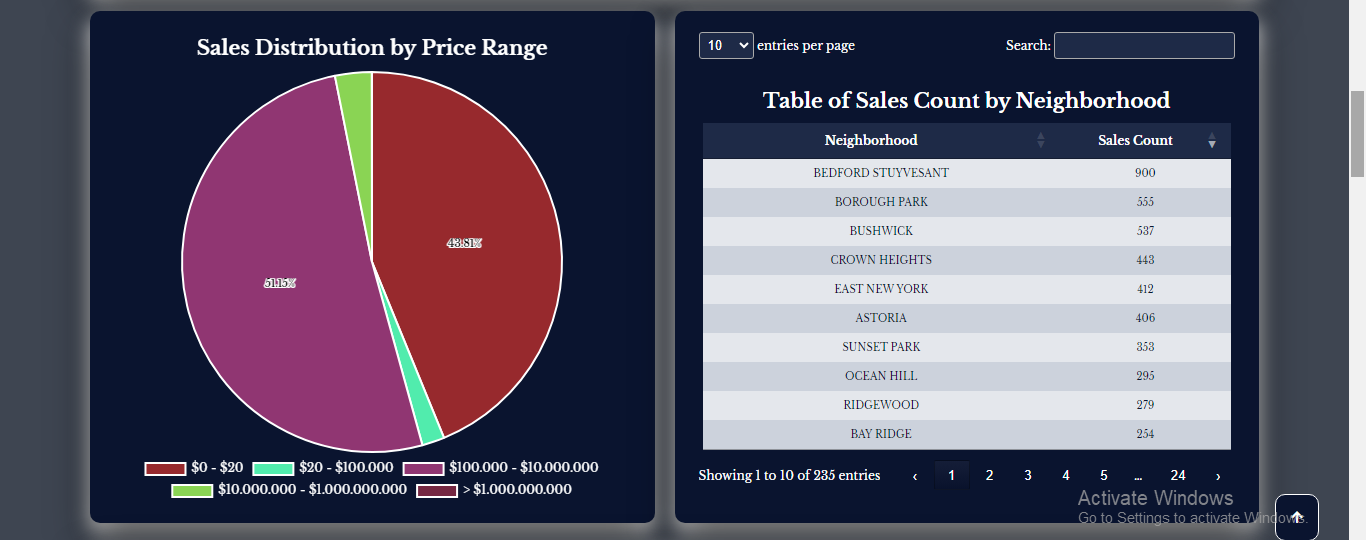 Sales Distribution by Price Range
43.81%
51.15%
$0 - $20 $20 - $100.000 $100.000 - $10.000.000
$10.000.000 - $1.000.000.000 > $1.000.000.000
10 entries per page Search:
Table of Sales Count by Neighborhood
Neighborhood Sales Count
BEDFORD STUYVESANT 900
BOROUGH PARK 555
BUSHWICK 537
CROWN HEIGHTS 443
EAST NEW YORK 412
ASTORIA 406
SUNSET PARK 353
OCEAN HILL 295
RIDGEWOOD 279
BAY RIDGE 254
Showing 1 to 10 of 235 entries ‹ 1 2 3 4 5 … 24 ›
Activate Windows
Go to Settings to activate Windows.